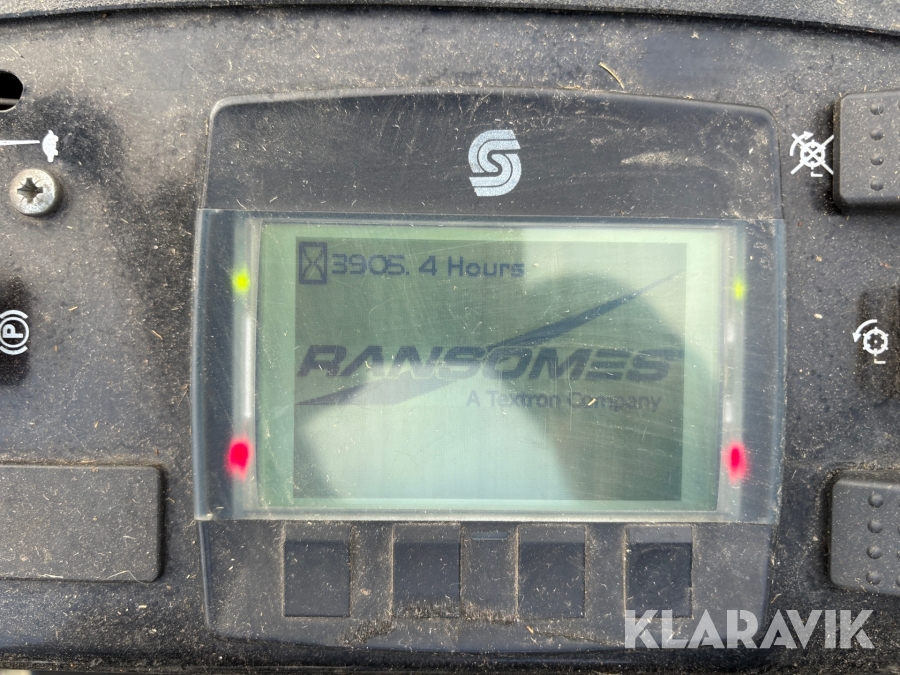 3905. 4 Hours
RANSOMES
A Textron Company
(P)
KLARAVIK